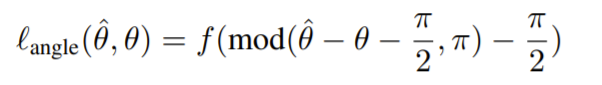 ℓ_angle(θ̂, θ) = f(mod(θ̂ − θ − π/2, π) − π/2)